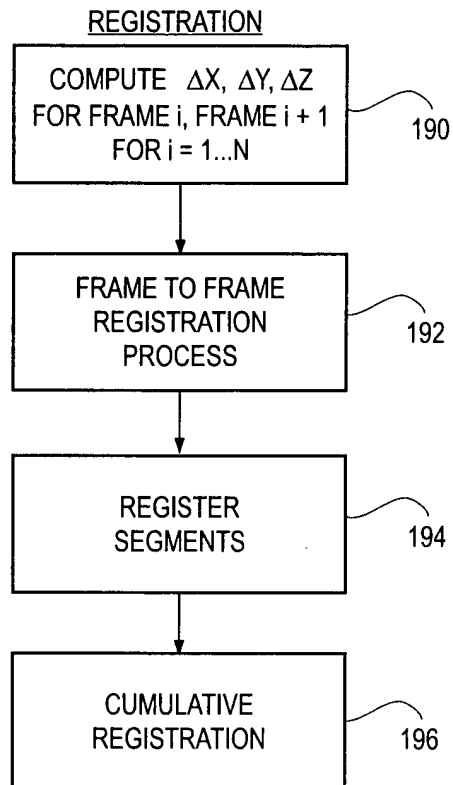 REGISTRATION
COMPUTE ΔX, ΔY, ΔZ
FOR FRAME i, FRAME i + 1
FOR i = 1...N
190
FRAME TO FRAME
REGISTRATION
PROCESS
192
REGISTER
SEGMENTS
194
CUMULATIVE
REGISTRATION
196